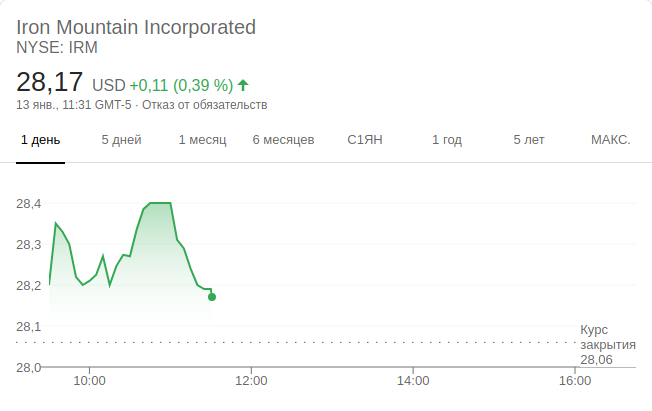 Iron Mountain Incorporated
NYSE: IRM
28,17 USD +0,11 (0,39 %)
13 янв., 11:31 GMT-5 · Отказ от обязательств
1 день 5 дней 1 месяц 6 месяцев С1ЯН 1 год 5 лет МАКС.
28,4
28,3
28,2
28,1
28,0
Курс
закрытия
28,06
10:00 12:00 14:00 16:00